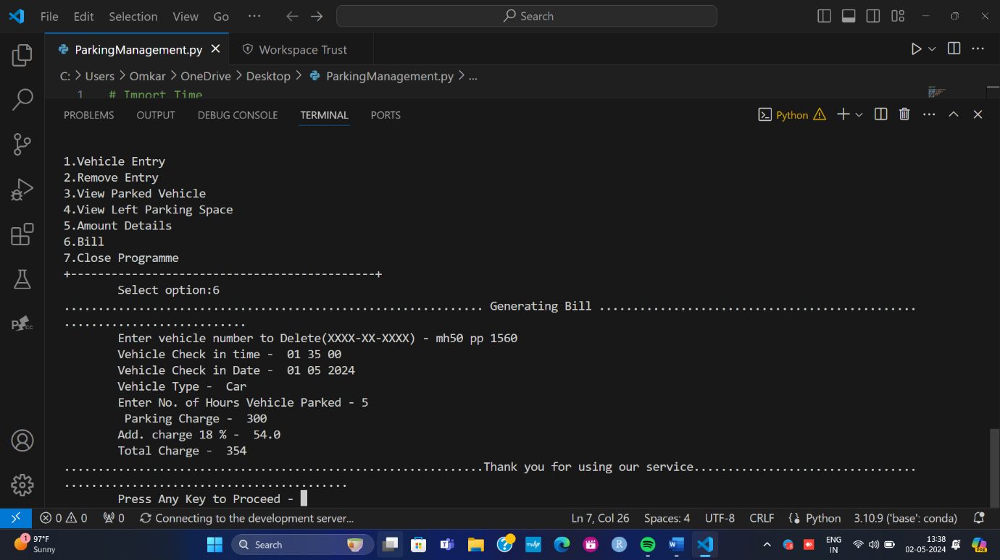 File Edit Selection View Go ··· Search
ParkingManagement.py Workspace Trust
C: > Users > Omkar > OneDrive > Desktop > ParkingManagement.py > ...
1 # Import Time
PROBLEMS OUTPUT DEBUG CONSOLE TERMINAL PORTS Python
1.Vehicle Entry
2.Remove Entry
3.View Parked Vehicle
4.View Left Parking Space
5.Amount Details
6.Bill
7.Close Programme
+---------------------------------------------+
Select option:6
.............................................................. Generating Bill ...............................................
...........................
Enter vehicle number to Delete(XXXX-XX-XXXX) - mh50 pp 1560
Vehicle Check in time -  01 35 00
Vehicle Check in Date -  01 05 2024
Vehicle Type -  Car
Enter No. of Hours Vehicle Parked - 5
Parking Charge -  300
Add. charge 18 % -  54.0
Total Charge -  354
..............................................................Thank you for using our service.................................
..........................................
Press Any Key to Proceed -
0 0 0 Connecting to the development server... Ln 7, Col 26 Spaces: 4 UTF-8 CRLF Python 3.10.9 ('base': conda)
1 97°F
Sunny
Search
ENG
IN
13:38
02-05-2024
PRE